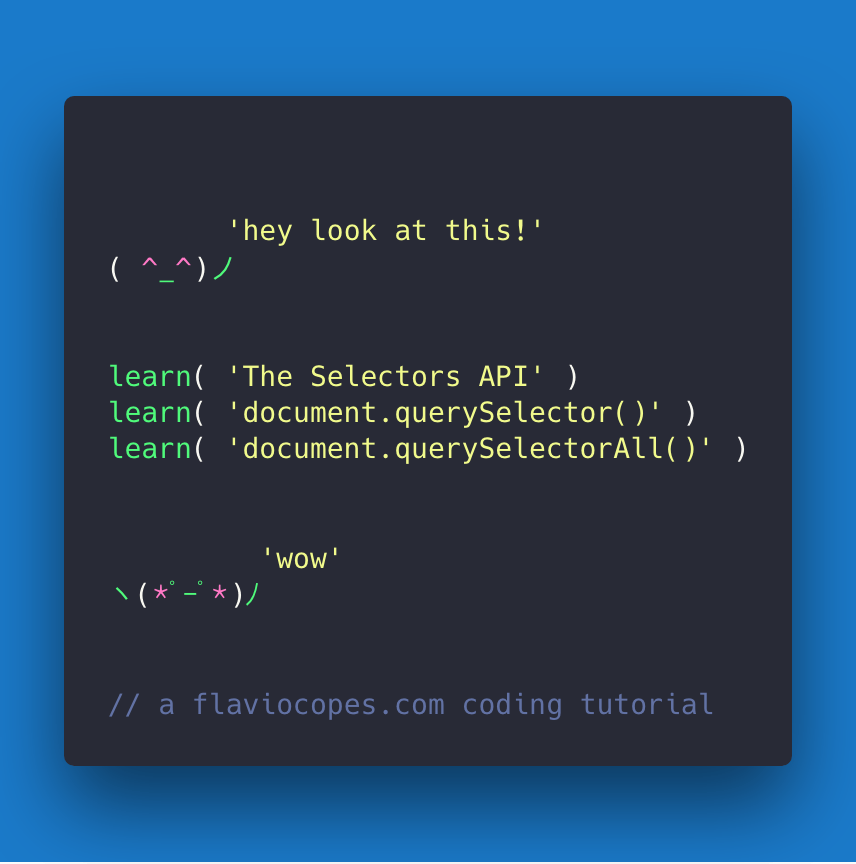 'hey look at this!'
( ^_^)ノ
learn( 'The Selectors API' )
learn( 'document.querySelector()' )
learn( 'document.querySelectorAll()' )
'wow'
ヽ(*ﾟーﾟ*)ﾉ
// a flaviocopes.com coding tutorial